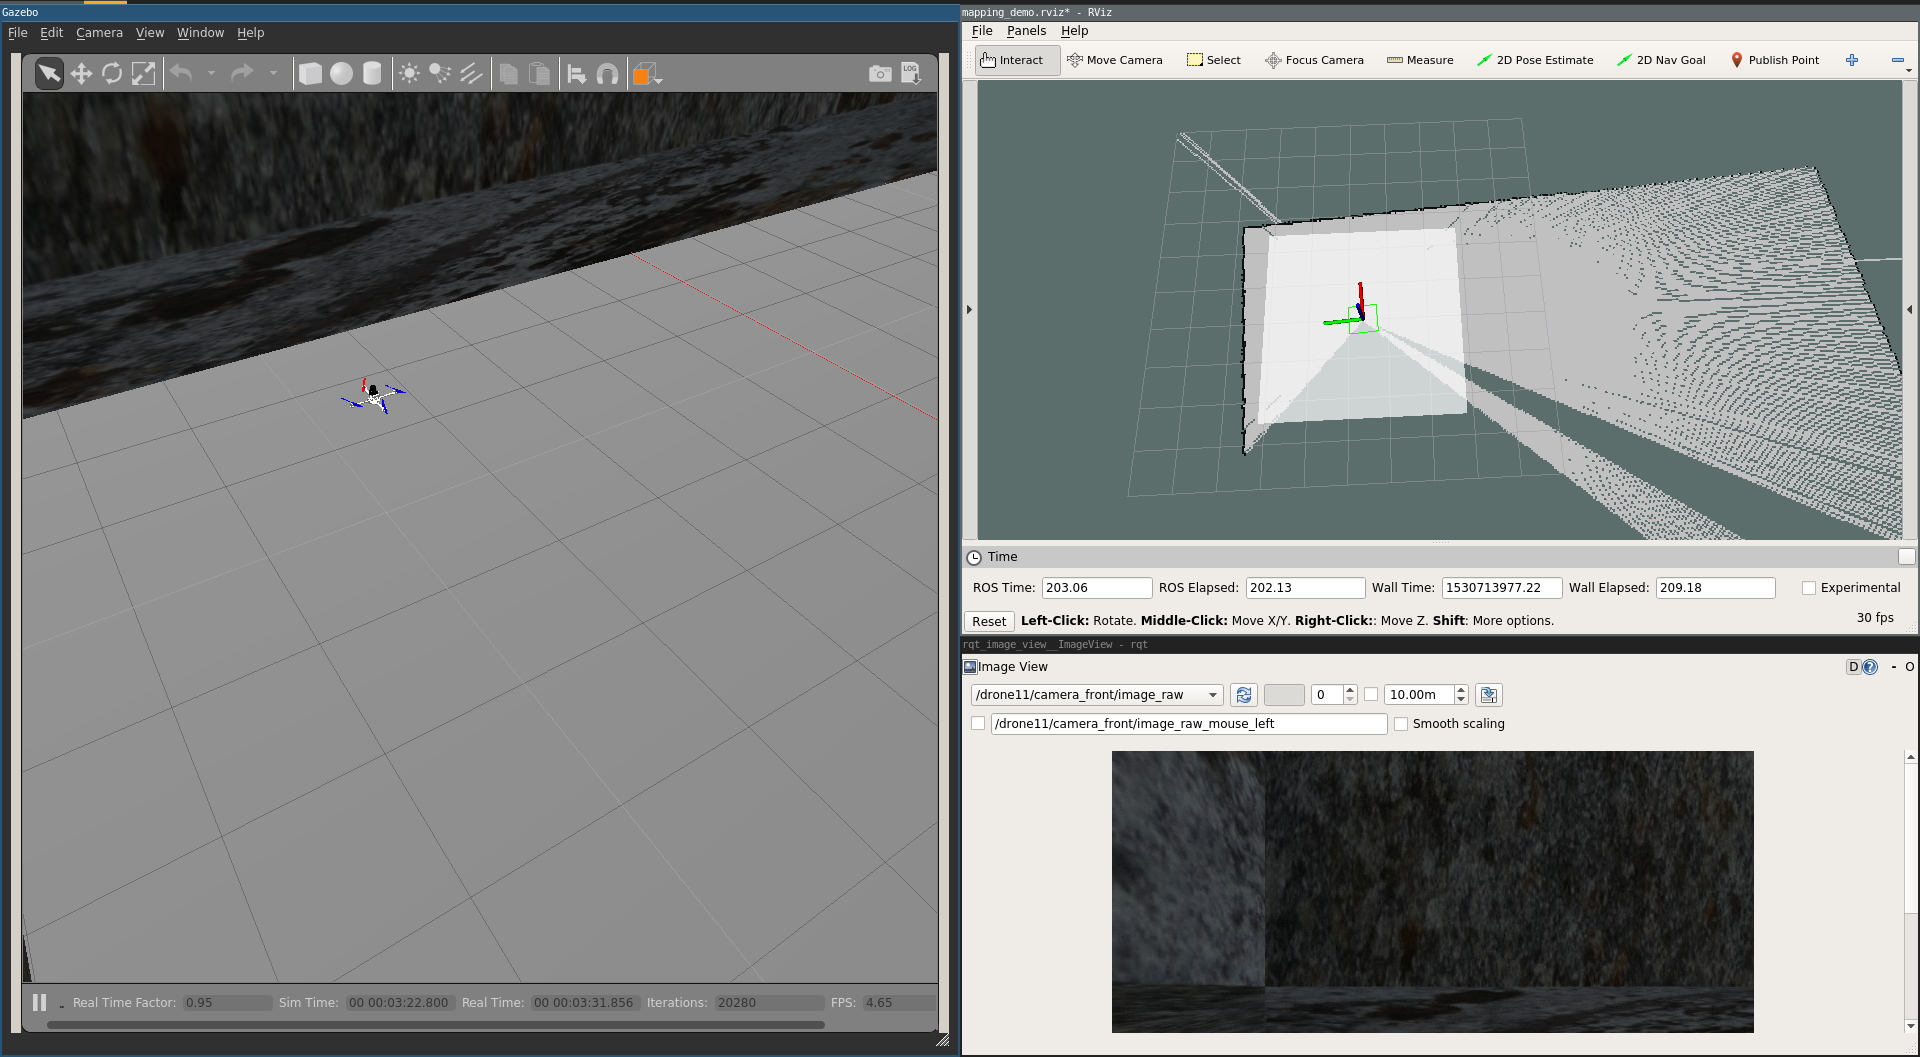 Gazebo
File Edit Camera View Window Help
LOG
Real Time Factor: 0.95 Sim Time: 00 00:03:22.800 Real Time: 00 00:03:31.856 Iterations: 20280 FPS: 4.65
mapping_demo.rviz* - RViz
File Panels Help
Interact Move Camera Select Focus Camera Measure 2D Pose Estimate 2D Nav Goal Publish Point
Time
ROS Time: 203.06 ROS Elapsed: 202.13 Wall Time: 1530713977.22 Wall Elapsed: 209.18 Experimental
Reset Left-Click: Rotate. Middle-Click: Move X/Y. Right-Click:: Move Z. Shift: More options. 30 fps
rqt_image_view__ImageView - rqt
Image View D ? - O
/drone11/camera_front/image_raw 0 10.00m
/drone11/camera_front/image_raw_mouse_left Smooth scaling